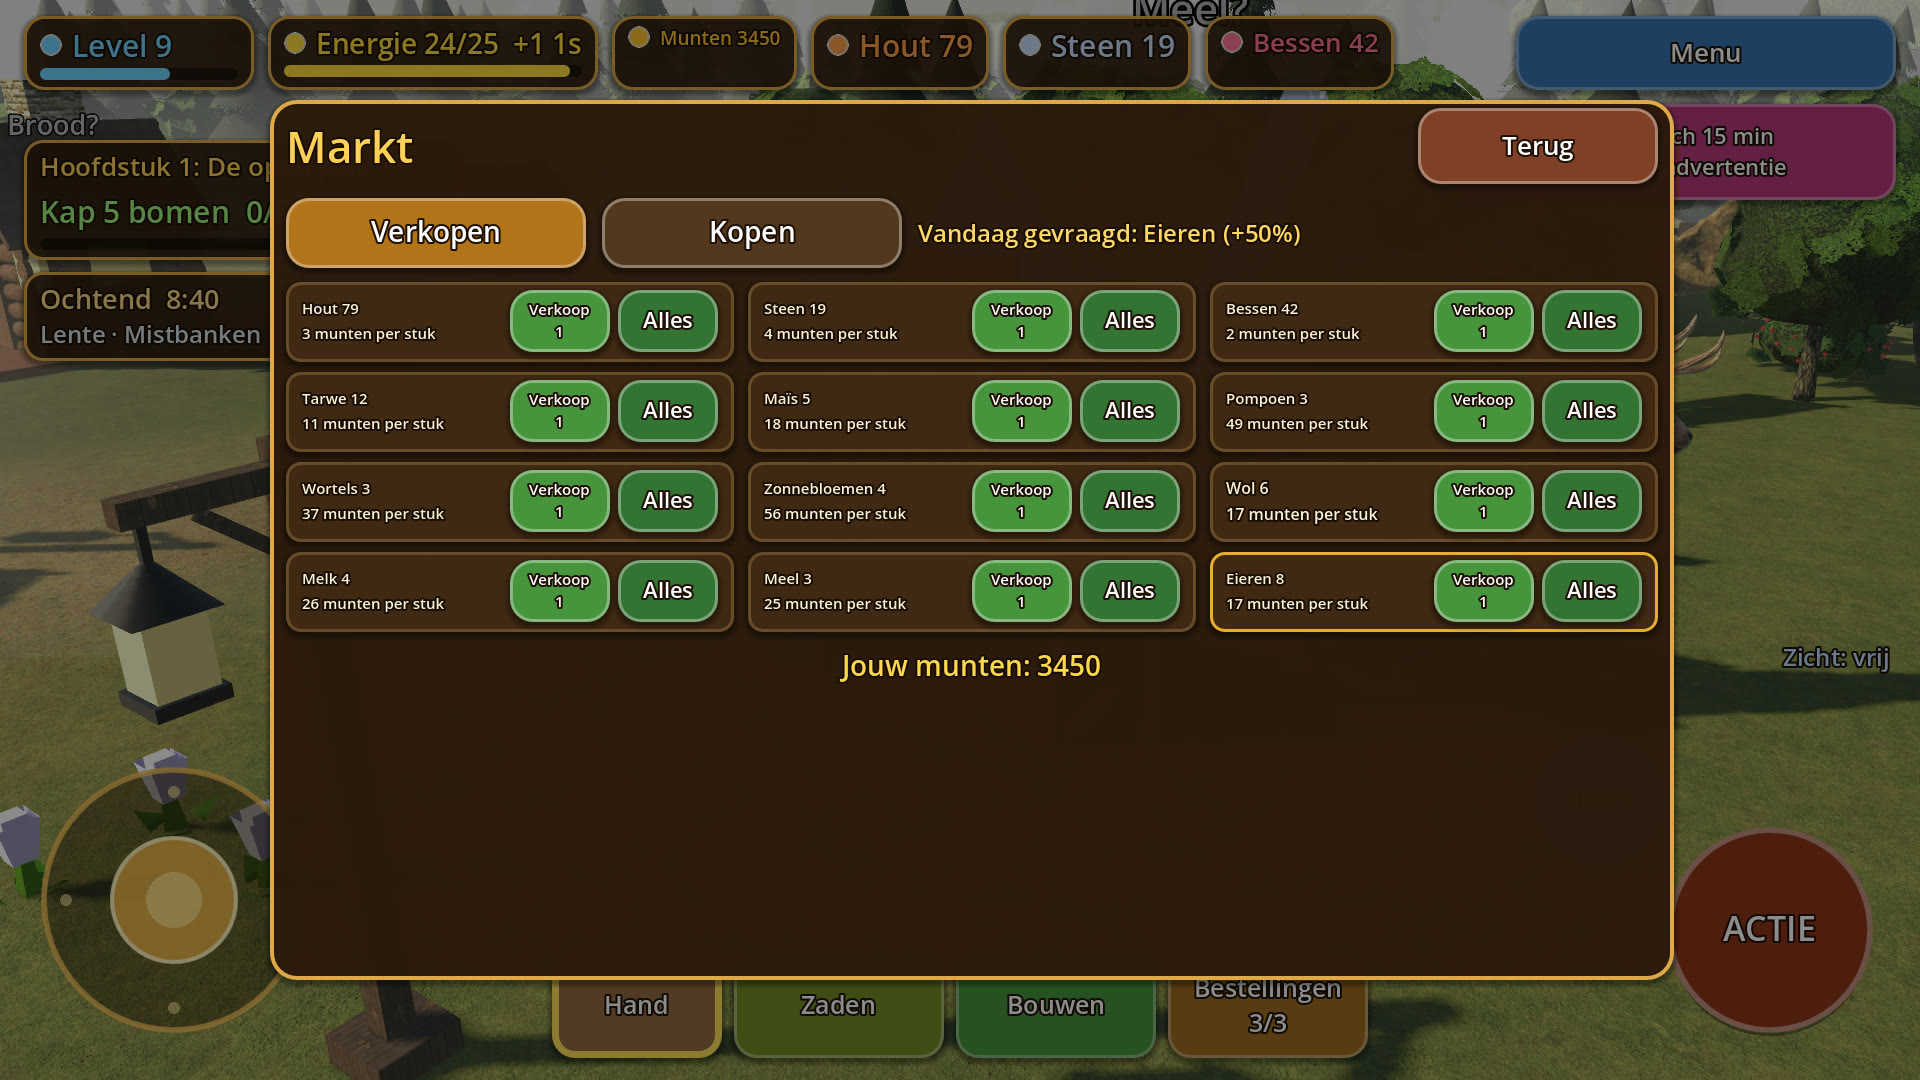 Meel?
Level 9
Energie 24/25 +1 1s
Munten 3450
Hout 79
Steen 19
Bessen 42
Menu
Brood?
Hoofdstuk 1: De op
Kap 5 bomen 0/
Ochtend 8:40
Lente · Mistbanken
ch 15 min
dvertentie
Markt
Terug
Verkopen
Kopen
Vandaag gevraagd: Eieren (+50%)
Hout 79
3 munten per stuk
Verkoop
1
Alles
Steen 19
4 munten per stuk
Verkoop
1
Alles
Bessen 42
2 munten per stuk
Verkoop
1
Alles
Tarwe 12
11 munten per stuk
Verkoop
1
Alles
Maïs 5
18 munten per stuk
Verkoop
1
Alles
Pompoen 3
49 munten per stuk
Verkoop
1
Alles
Wortels 3
37 munten per stuk
Verkoop
1
Alles
Zonnebloemen 4
56 munten per stuk
Verkoop
1
Alles
Wol 6
17 munten per stuk
Verkoop
1
Alles
Melk 4
26 munten per stuk
Verkoop
1
Alles
Meel 3
25 munten per stuk
Verkoop
1
Alles
Eieren 8
17 munten per stuk
Verkoop
1
Alles
Jouw munten: 3450
Zicht: vrij
ACTIE
Hand
Zaden
Bouwen
Bestellingen
3/3